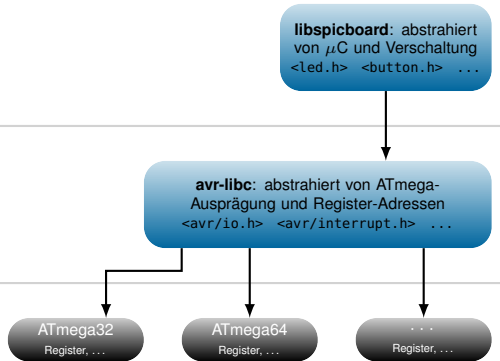 libspicboard: abstrahiert
von μC und Verschaltung
<led.h> <button.h> ...
avr-libc: abstrahiert von ATmega-
Ausprägung und Register-Adressen
<avr/io.h> <avr/interrupt.h> ...
ATmega32
Register, ...
ATmega64
Register, ...
...
Register, ...